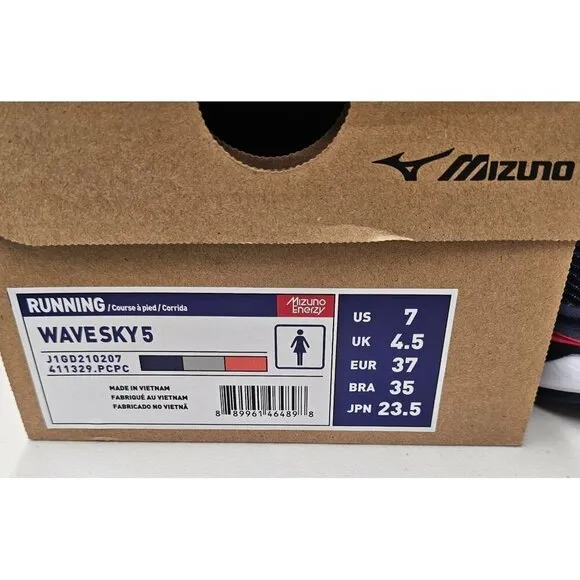 MIZUNO
RUNNING / Course à pied / Corrida
Mizuno Enerzy
WAVE SKY 5
J1GD210207
411329.PCPC
MADE IN VIETNAM
FABRIQUÉ AU VIETNAM
FABRICADO NO VIETNÃ
8 89961 46489 8
US 7
UK 4.5
EUR 37
BRA 35
JPN 23.5